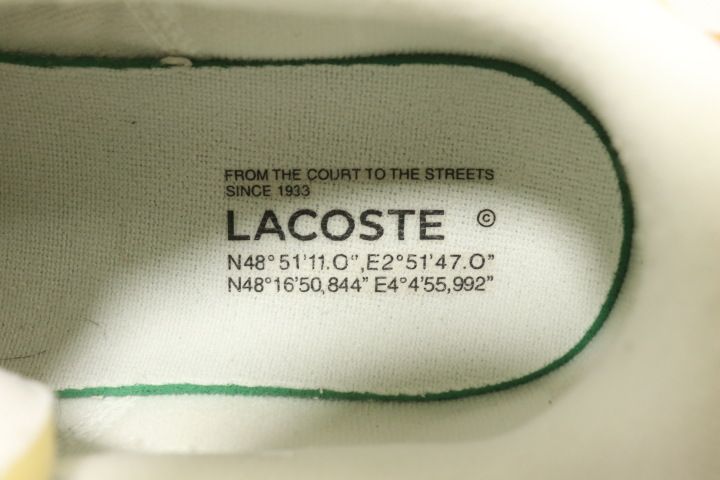 FROM THE COURT TO THE STREETS
SINCE 1933
LACOSTE ©
N48°51'11.0",E2°51'47.0"
N48°16'50,844” E4°4'55,992”